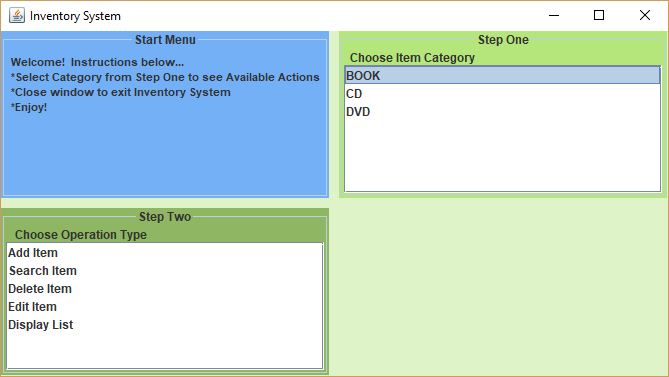 Inventory System
Start Menu
Welcome!  Instructions below...
*Select Category from Step One to see Available Actions
*Close window to exit Inventory System
*Enjoy!
Step One
Choose Item Category
BOOK
CD
DVD
Step Two
Choose Operation Type
Add Item
Search Item
Delete Item
Edit Item
Display List